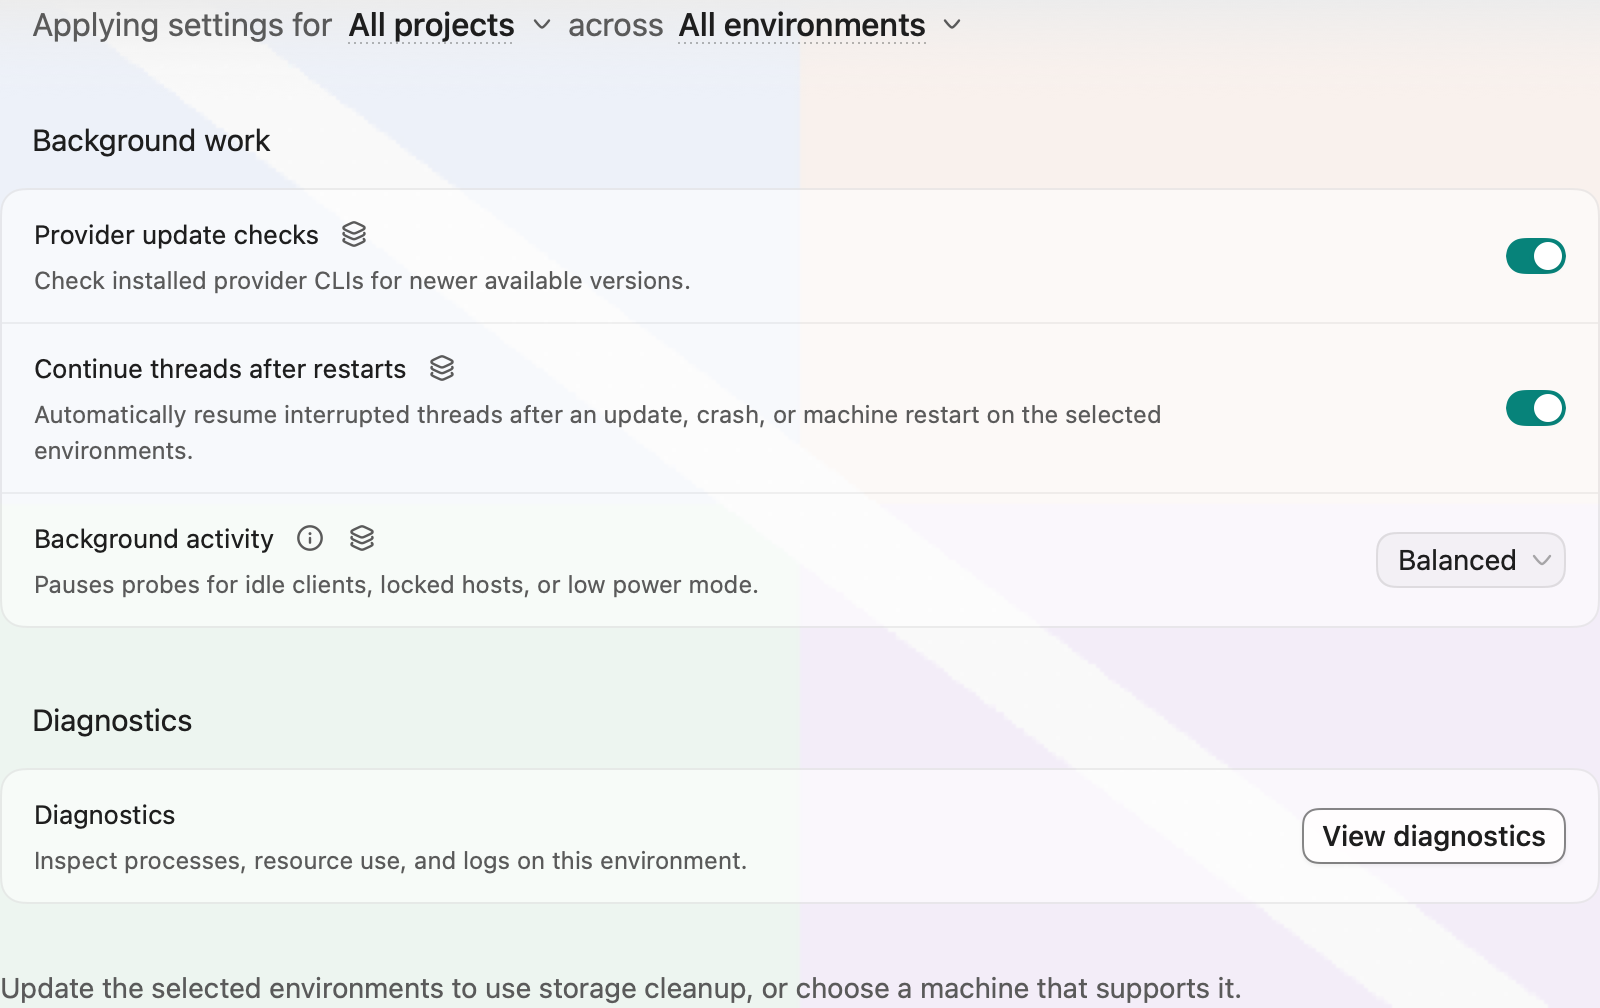 Applying settings for All projects across All environments
Background work
Provider update checks
Check installed provider CLIs for newer available versions.
Continue threads after restarts
Automatically resume interrupted threads after an update, crash, or machine restart on the selected
environments.
Background activity
Pauses probes for idle clients, locked hosts, or low power mode.
Balanced
Diagnostics
Diagnostics
Inspect processes, resource use, and logs on this environment.
View diagnostics
Update the selected environments to use storage cleanup, or choose a machine that supports it.